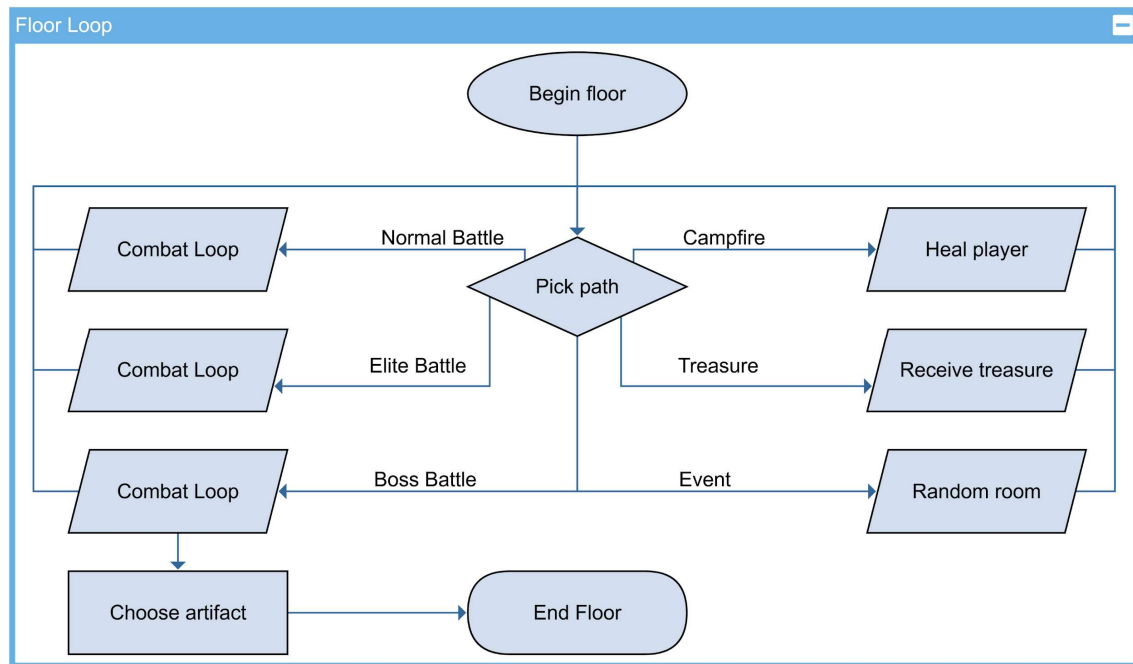 Floor Loop
Begin floor
Normal Battle
Campfire
Combat Loop
Heal player
Pick path
Elite Battle
Treasure
Combat Loop
Receive treasure
Boss Battle
Event
Combat Loop
Random room
Choose artifact
End Floor